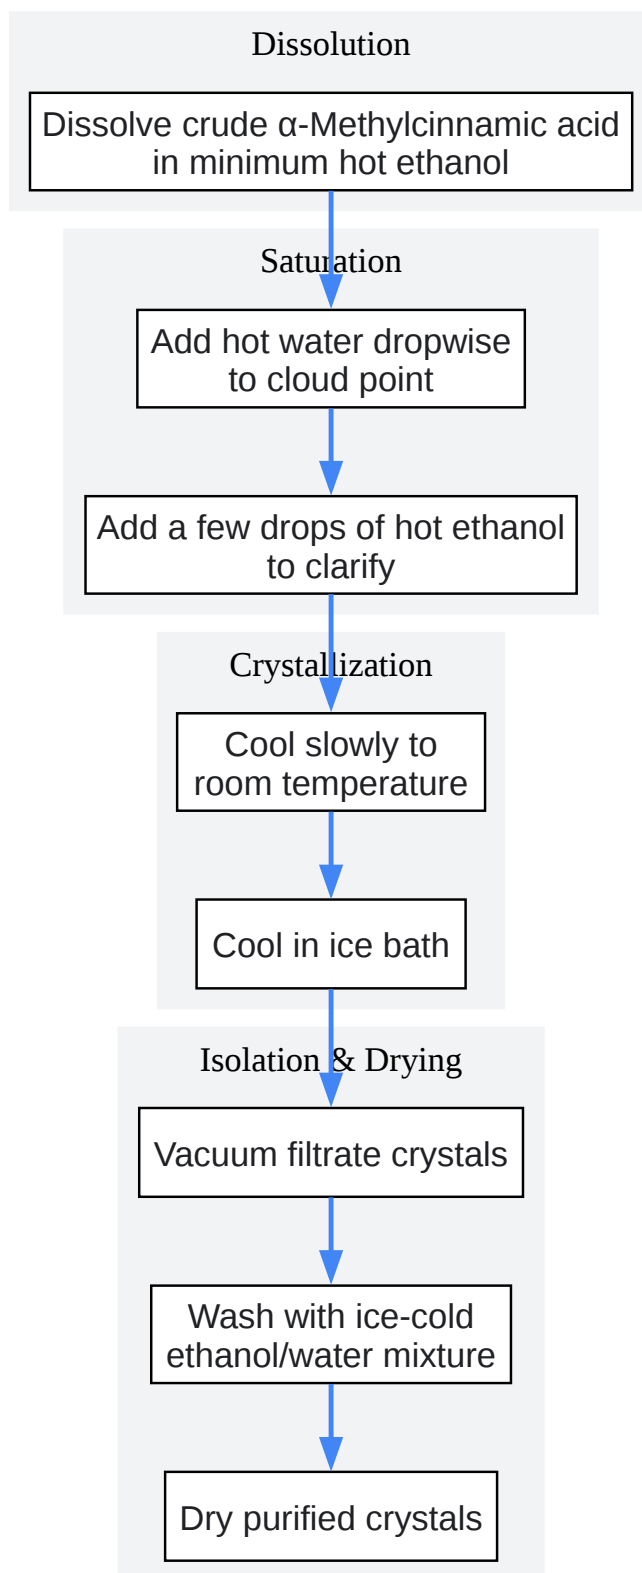 Dissolution
Dissolve crude α-Methylcinnamic acid
in minimum hot ethanol
Saturation
Add hot water dropwise
to cloud point
Add a few drops of hot ethanol
to clarify
Crystallization
Cool slowly to
room temperature
Cool in ice bath
Isolation & Drying
Vacuum filtrate crystals
Wash with ice-cold
ethanol/water mixture
Dry purified crystals